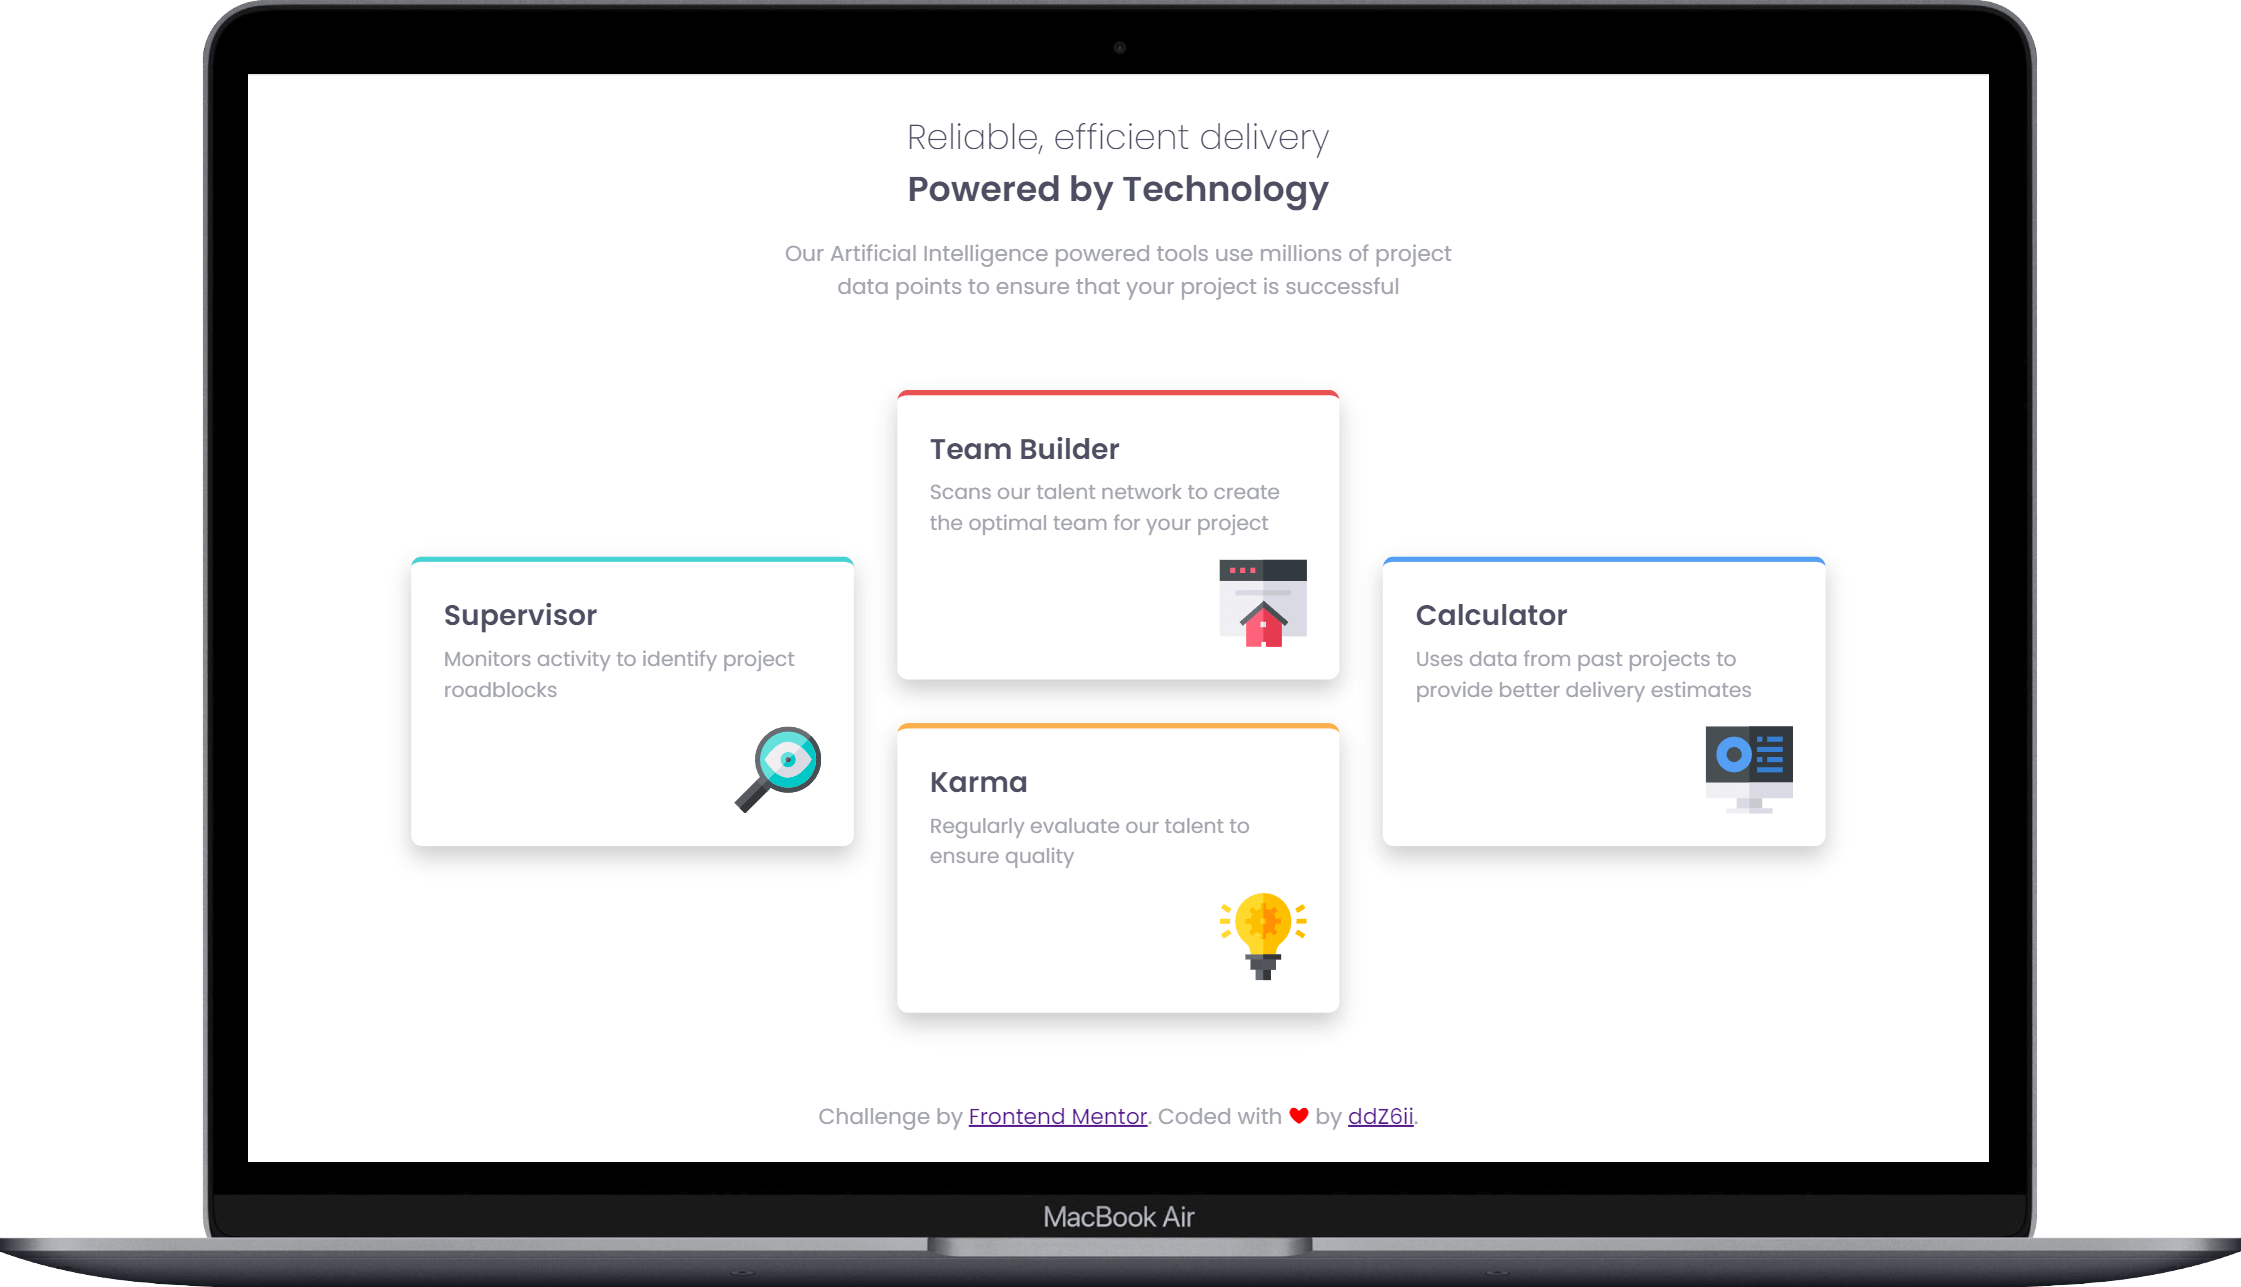 Reliable, efficient delivery
Powered by Technology
Our Artificial Intelligence powered tools use millions of project
data points to ensure that your project is successful
Team Builder
Scans our talent network to create
the optimal team for your project
Supervisor
Monitors activity to identify project
roadblocks
Calculator
Uses data from past projects to
provide better delivery estimates
Karma
Regularly evaluate our talent to
ensure quality
Challenge by Frontend Mentor. Coded with ❤ by ddZ6ii.
MacBook Air